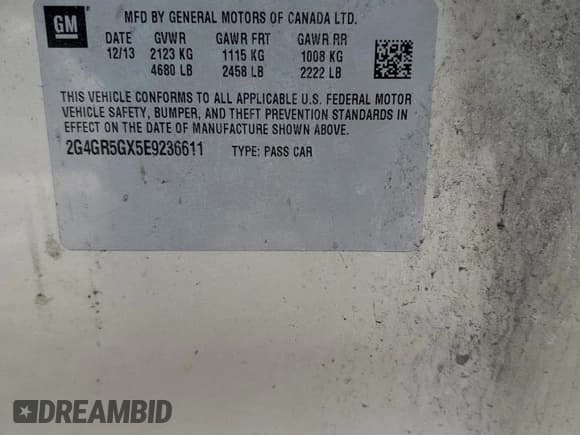 GM
MFD BY GENERAL MOTORS OF CANADA LTD.
DATE GVWR GAWR FRT GAWR RR
12/13 2123 KG 1115 KG 1008 KG
4680 LB 2458 LB 2222 LB
THIS VEHICLE CONFORMS TO ALL APPLICABLE U.S. FEDERAL MOTOR
VEHICLE SAFETY, BUMPER, AND THEFT PREVENTION STANDARDS IN
EFFECT ON THE DATE OF MANUFACTURE SHOWN ABOVE.
2G4GR5GX5E9236611 TYPE: PASS CAR
DREAMBID